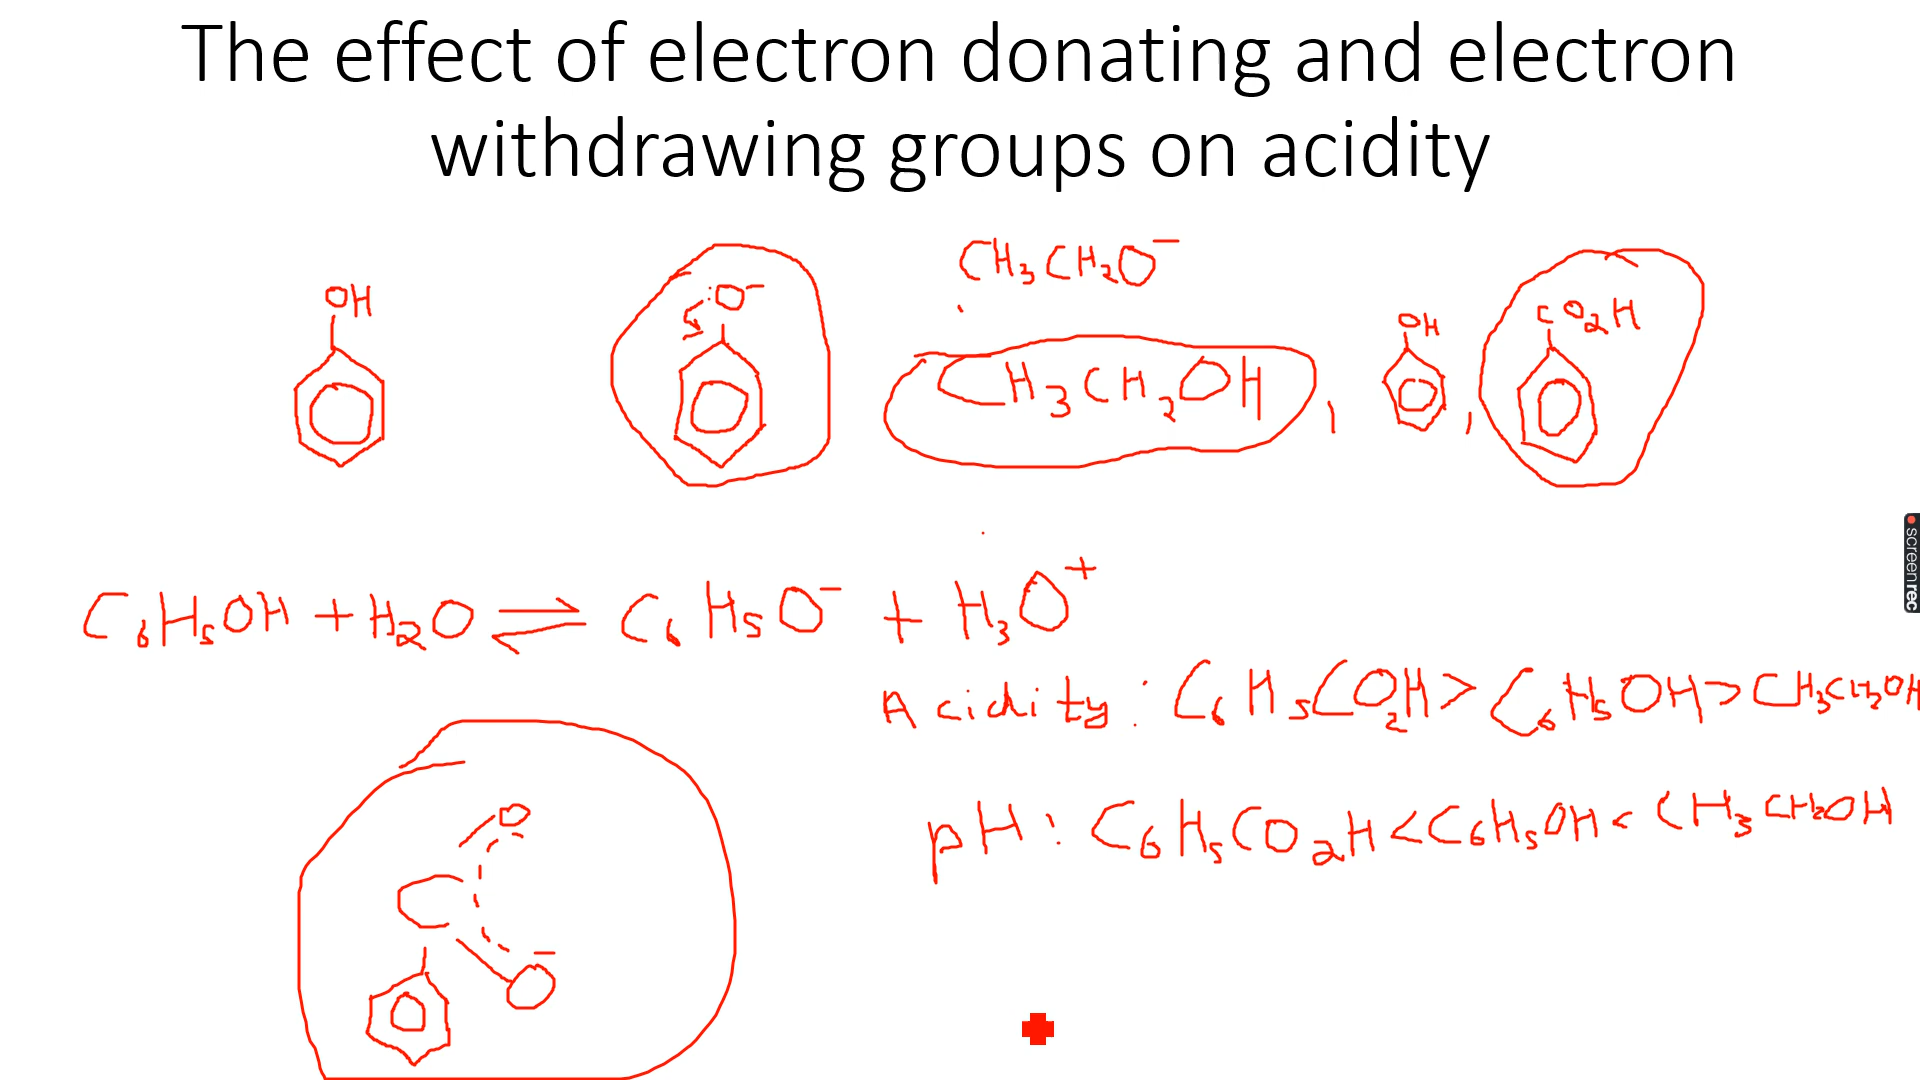 The effect of electron donating and electron
withdrawing groups on acidity
CH₃CH₂O⁻
OH
:O⁻
CH₃CH₂OH , OH , CO₂H
C₆H₅OH + H₂O ⇌ C₆H₅O⁻ + H₃O⁺
Acidity : C₆H₅CO₂H > C₆H₅OH > CH₃CH₂OH
pH : C₆H₅CO₂H < C₆H₅OH < CH₃CH₂OH
O
C
O⁻
screenrec